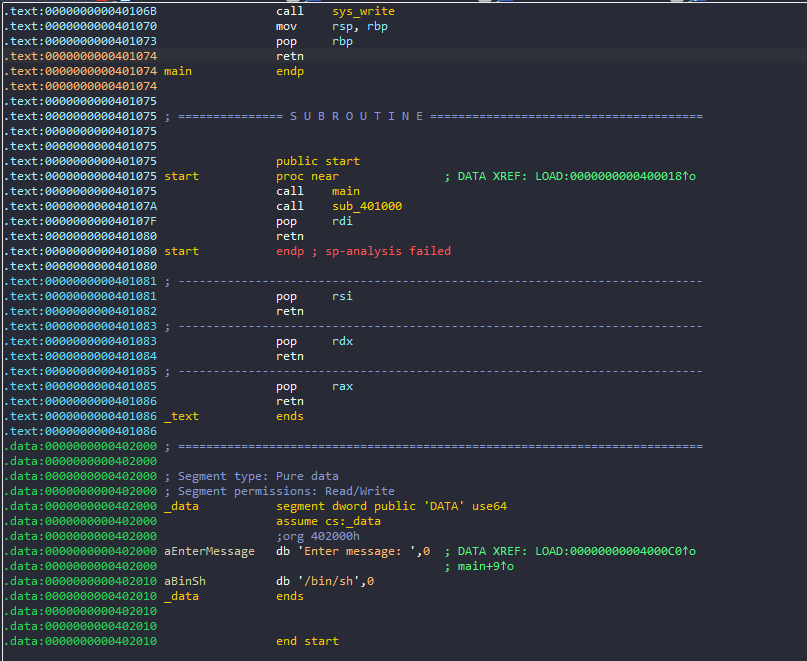 .text:000000000040106B                 call    sys_write
.text:0000000000401070                 mov     rsp, rbp
.text:0000000000401073                 pop     rbp
.text:0000000000401074                 retn
.text:0000000000401074 main            endp
.text:0000000000401074
.text:0000000000401075
.text:0000000000401075 ; =============== S U B R O U T I N E =======================================
.text:0000000000401075
.text:0000000000401075
.text:0000000000401075                 public start
.text:0000000000401075 start           proc near               ; DATA XREF: LOAD:0000000000400018↑o
.text:0000000000401075                 call    main
.text:000000000040107A                 call    sub_401000
.text:000000000040107F                 pop     rdi
.text:0000000000401080                 retn
.text:0000000000401080 start           endp ; sp-analysis failed
.text:0000000000401080
.text:0000000000401081 ; ---------------------------------------------------------------------------
.text:0000000000401081                 pop     rsi
.text:0000000000401082                 retn
.text:0000000000401083 ; ---------------------------------------------------------------------------
.text:0000000000401083                 pop     rdx
.text:0000000000401084                 retn
.text:0000000000401085 ; ---------------------------------------------------------------------------
.text:0000000000401085                 pop     rax
.text:0000000000401086                 retn
.text:0000000000401086 _text           ends
.text:0000000000401086
.data:0000000000402000 ; ===========================================================================
.data:0000000000402000
.data:0000000000402000 ; Segment type: Pure data
.data:0000000000402000 ; Segment permissions: Read/Write
.data:0000000000402000 _data           segment dword public 'DATA' use64
.data:0000000000402000                 assume cs:_data
.data:0000000000402000                 ;org 402000h
.data:0000000000402000 aEnterMessage   db 'Enter message: ',0  ; DATA XREF: LOAD:00000000004000C0↑o
.data:0000000000402000                                         ; main+9↑o
.data:0000000000402010 aBinSh          db '/bin/sh',0
.data:0000000000402010 _data           ends
.data:0000000000402010
.data:0000000000402010
.data:0000000000402010                 end start